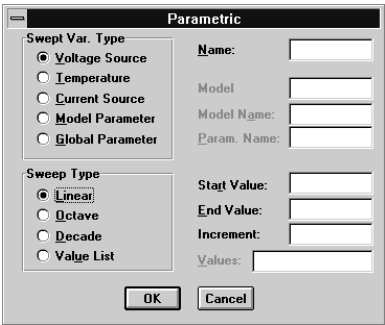 Parametric
Swept Var. Type
Voltage Source
Temperature
Current Source
Model Parameter
Global Parameter
Name:
Model
Model Name:
Param. Name:
Sweep Type
Linear
Octave
Decade
Value List
Start Value:
End Value:
Increment:
Values:
OK
Cancel